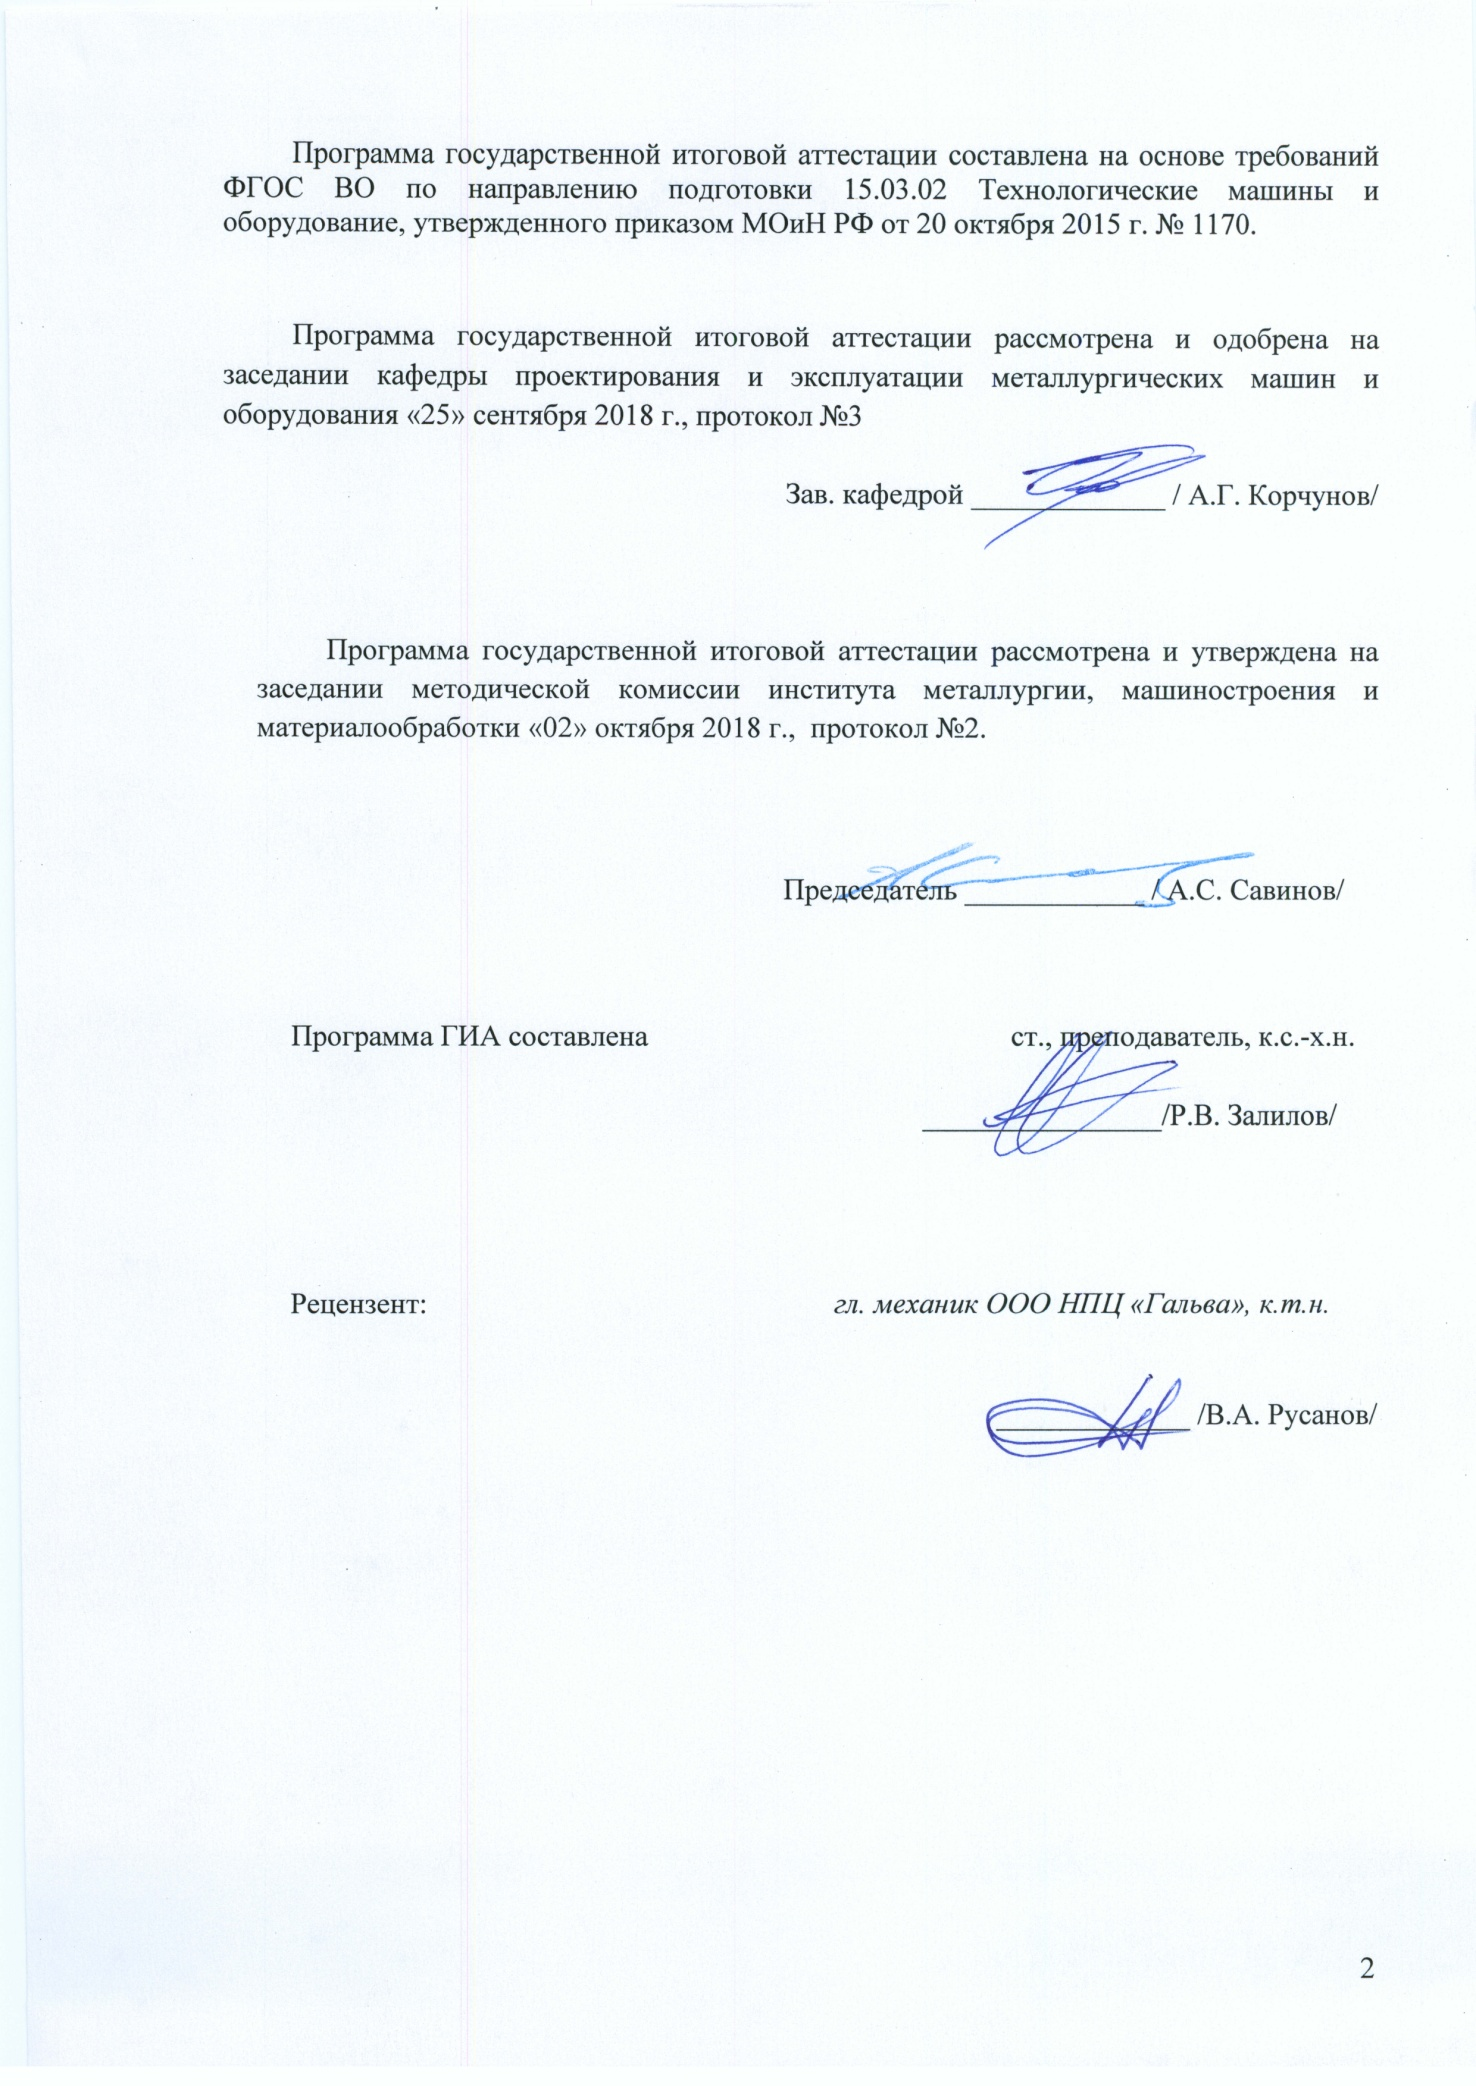 Программа государственной итоговой аттестации составлена на основе требований
ФГОС ВО по направлению подготовки 15.03.02 Технологические машины и
оборудование, утвержденного приказом МОиН РФ от 20 октября 2015 г. № 1170.
Программа государственной итоговой аттестации рассмотрена и одобрена на
заседании кафедры проектирования и эксплуатации металлургических машин и
оборудования «25» сентября 2018 г., протокол №3
Зав. кафедрой ______________ / А.Г. Корчунов/
Программа государственной итоговой аттестации рассмотрена и утверждена на
заседании методической комиссии института металлургии, машиностроения и
материалообработки «02» октября 2018 г., протокол №2.
Председатель _____________ / А.С. Савинов/
Программа ГИА составлена ст., преподаватель, к.с.-х.н.
_________________/Р.В. Залилов/
Рецензент: гл. механик ООО НПЦ «Гальва», к.т.н.
______________ /В.А. Русанов/
2